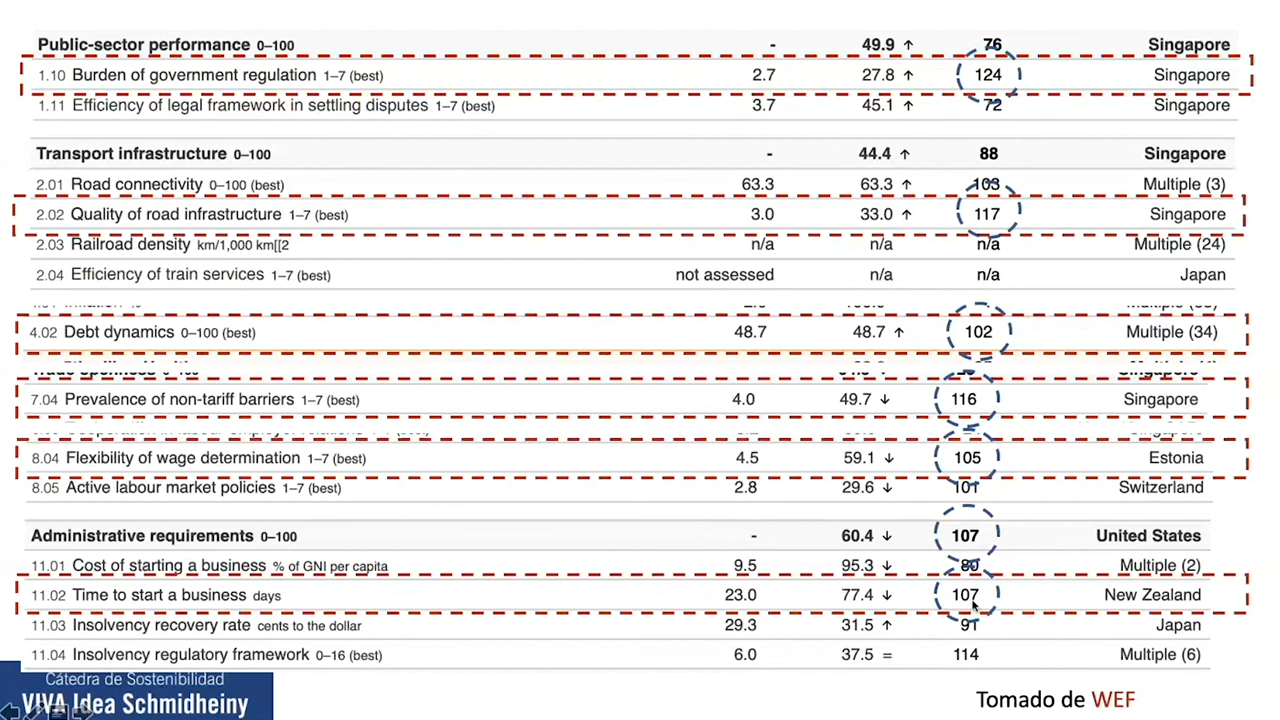 Public-sector performance 0–100 - 49.9 ↑ 76 Singapore
1.10 Burden of government regulation 1–7 (best) 2.7 27.8 ↑ 124 Singapore
1.11 Efficiency of legal framework in settling disputes 1–7 (best) 3.7 45.1 ↑ 72 Singapore
Transport infrastructure 0–100 - 44.4 ↑ 88 Singapore
2.01 Road connectivity 0–100 (best) 63.3 63.3 ↑ 103 Multiple (3)
2.02 Quality of road infrastructure 1–7 (best) 3.0 33.0 ↑ 117 Singapore
2.03 Railroad density km/1,000 km[[2 n/a n/a n/a Multiple (24)
2.04 Efficiency of train services 1–7 (best) not assessed n/a n/a Japan
4.02 Debt dynamics 0–100 (best) 48.7 48.7 ↑ 102 Multiple (34)
7.04 Prevalence of non-tariff barriers 1–7 (best) 4.0 49.7 ↓ 116 Singapore
8.04 Flexibility of wage determination 1–7 (best) 4.5 59.1 ↓ 105 Estonia
8.05 Active labour market policies 1–7 (best) 2.8 29.6 ↓ 101 Switzerland
Administrative requirements 0–100 - 60.4 ↓ 107 United States
11.01 Cost of starting a business % of GNI per capita 9.5 95.3 ↓ 80 Multiple (2)
11.02 Time to start a business days 23.0 77.4 ↓ 107 New Zealand
11.03 Insolvency recovery rate cents to the dollar 29.3 31.5 ↑ 91 Japan
11.04 Insolvency regulatory framework 0–16 (best) 6.0 37.5 = 114 Multiple (6)
Cátedra de Sostenibilidad
VIVA Idea Schmidheiny
Tomado de WEF